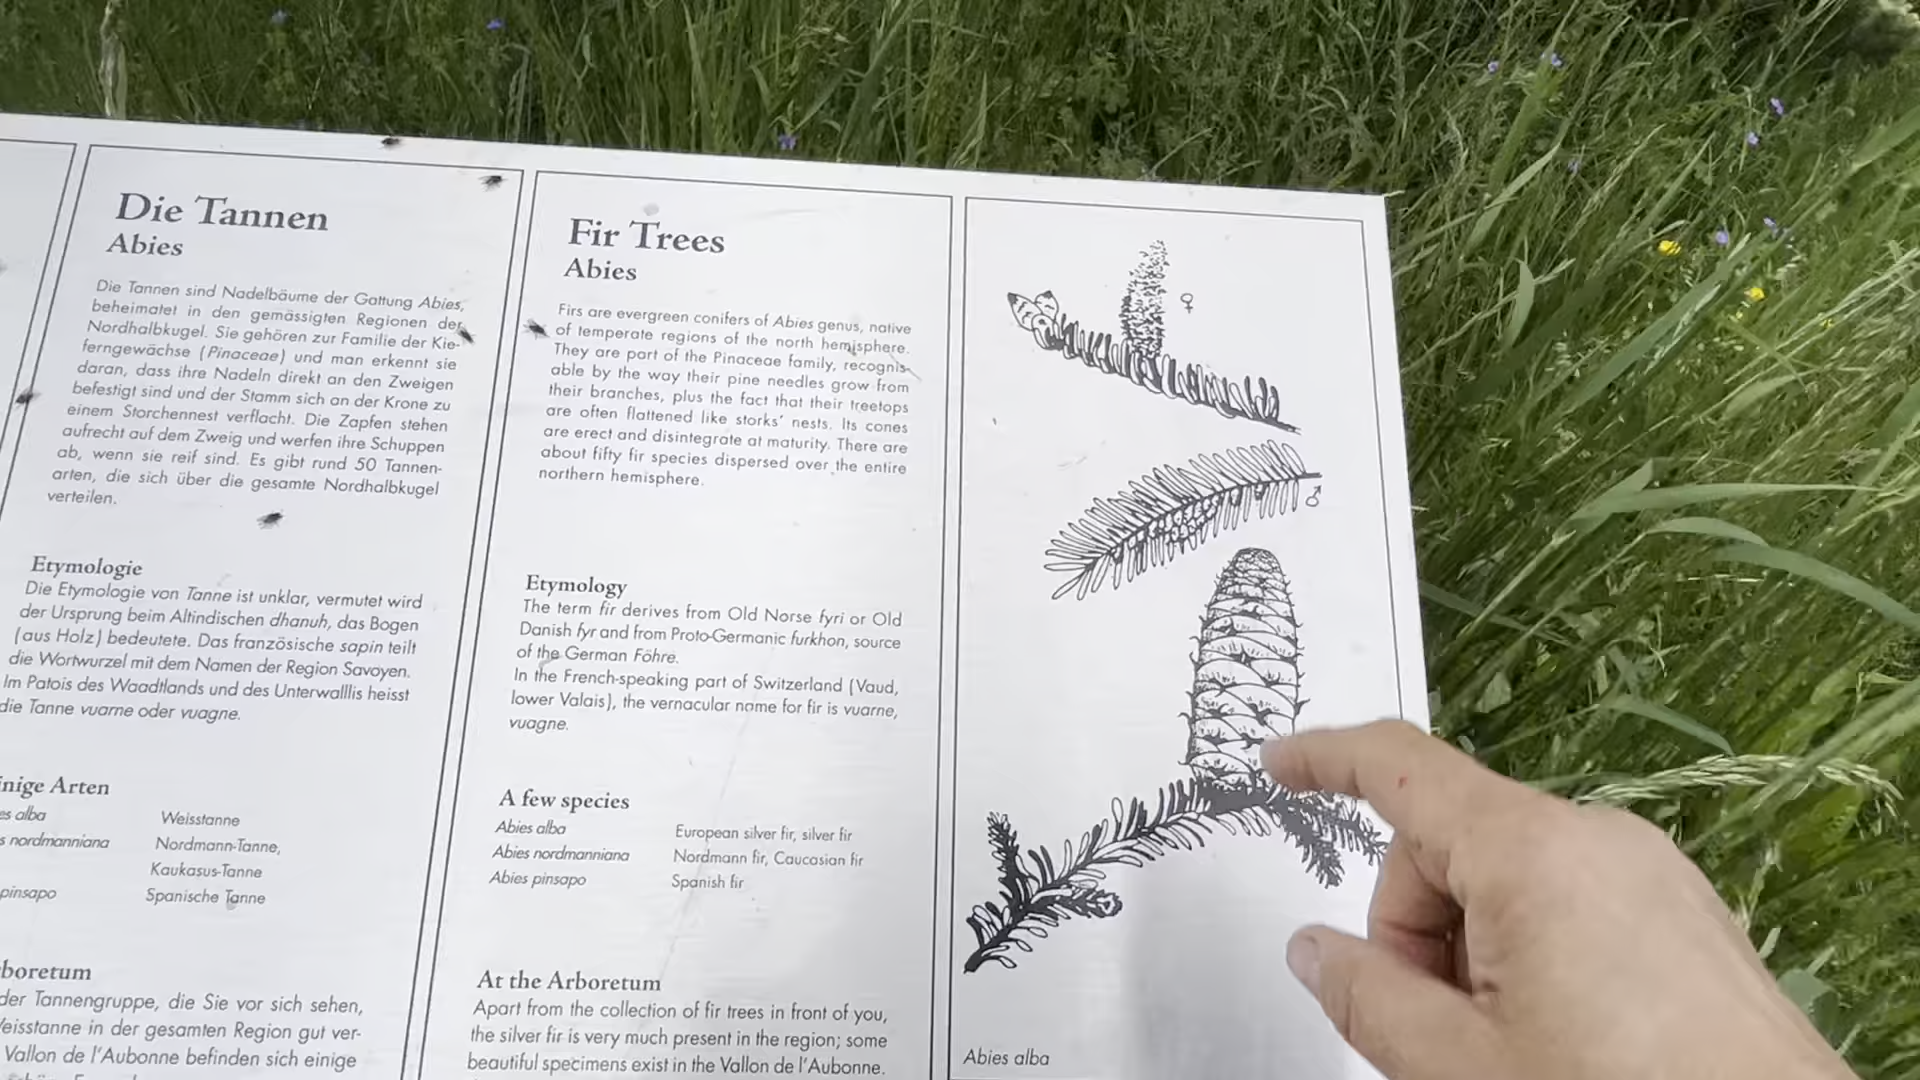 Die Tannen
Abies
Die Tannen sind Nadelbäume der Gattung Abies,
beheimatet in den gemässigten Regionen der
Nordhalbkugel. Sie gehören zur Familie der Kie-
ferngewächse (Pinaceae) und man erkennt sie
daran, dass ihre Nadeln direkt an den Zweigen
befestigt sind und der Stamm sich an der Krone zu
einem Storchennest verflacht. Die Zapfen stehen
aufrecht auf dem Zweig und werfen ihre Schuppen
ab, wenn sie reif sind. Es gibt rund 50 Tannen-
arten, die sich über die gesamte Nordhalbkugel
verteilen.
Etymologie
Die Etymologie von Tanne ist unklar, vermutet wird
der Ursprung beim Altindischen dhanuh, das Bogen
(aus Holz) bedeutete. Das französische sapin teilt
die Wortwurzel mit dem Namen der Region Savoyen.
Im Patois des Waadtlands und des Unterwalllis heisst
die Tanne vuarne oder vuagne.
inige Arten
es alba Weisstanne
s nordmanniana Nordmann-Tanne,
Kaukasus-Tanne
pinsapo Spanische Tanne
boretum
der Tannengruppe, die Sie vor sich sehen,
Weisstanne in der gesamten Region gut ver-
Vallon de l'Aubonne befinden sich einige
Fir Trees
Abies
Firs are evergreen conifers of Abies genus, native
of temperate regions of the north hemisphere.
They are part of the Pinaceae family, recognis-
able by the way their pine needles grow from
their branches, plus the fact that their treetops
are often flattened like storks' nests. Its cones
are erect and disintegrate at maturity. There are
about fifty fir species dispersed over the entire
northern hemisphere.
Etymology
The term fir derives from Old Norse fyri or Old
Danish fyr and from Proto-Germanic furkhon, source
of the German Föhre.
In the French-speaking part of Switzerland (Vaud,
lower Valais), the vernacular name for fir is vuarne,
vuagne.
A few species
Abies alba European silver fir, silver fir
Abies nordmanniana Nordmann fir, Caucasian fir
Abies pinsapo Spanish fir
At the Arboretum
Apart from the collection of fir trees in front of you,
the silver fir is very much present in the region; some
beautiful specimens exist in the Vallon de l'Aubonne.
♀
♂
Abies alba